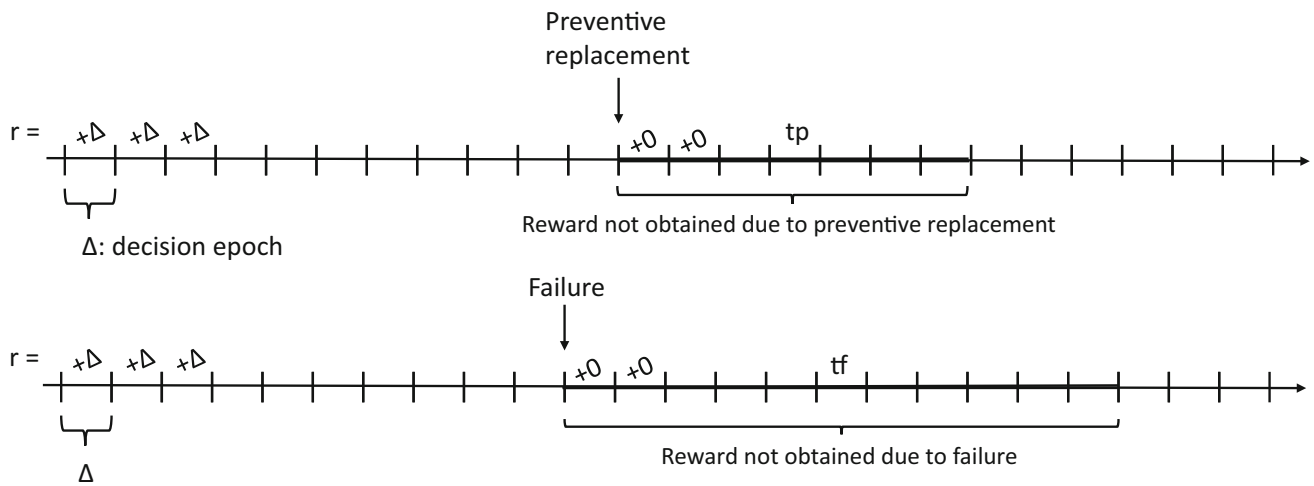 Preventive
replacement
r = +Δ +Δ +Δ +0 +0 tp
Reward not obtained due to preventive replacement
Δ: decision epoch
Failure
r = +Δ +Δ +Δ +0 +0 tf
Reward not obtained due to failure
Δ